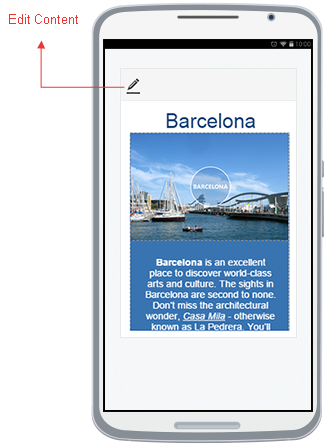 Edit Content
10:00
Barcelona
BARCELONA
Barcelona is an excellent
place to discover world-class
arts and culture. The sights in
Barcelona are second to none.
Don't miss the architectural
wonder, Casa Mila - otherwise
known as La Pedrera. You'll